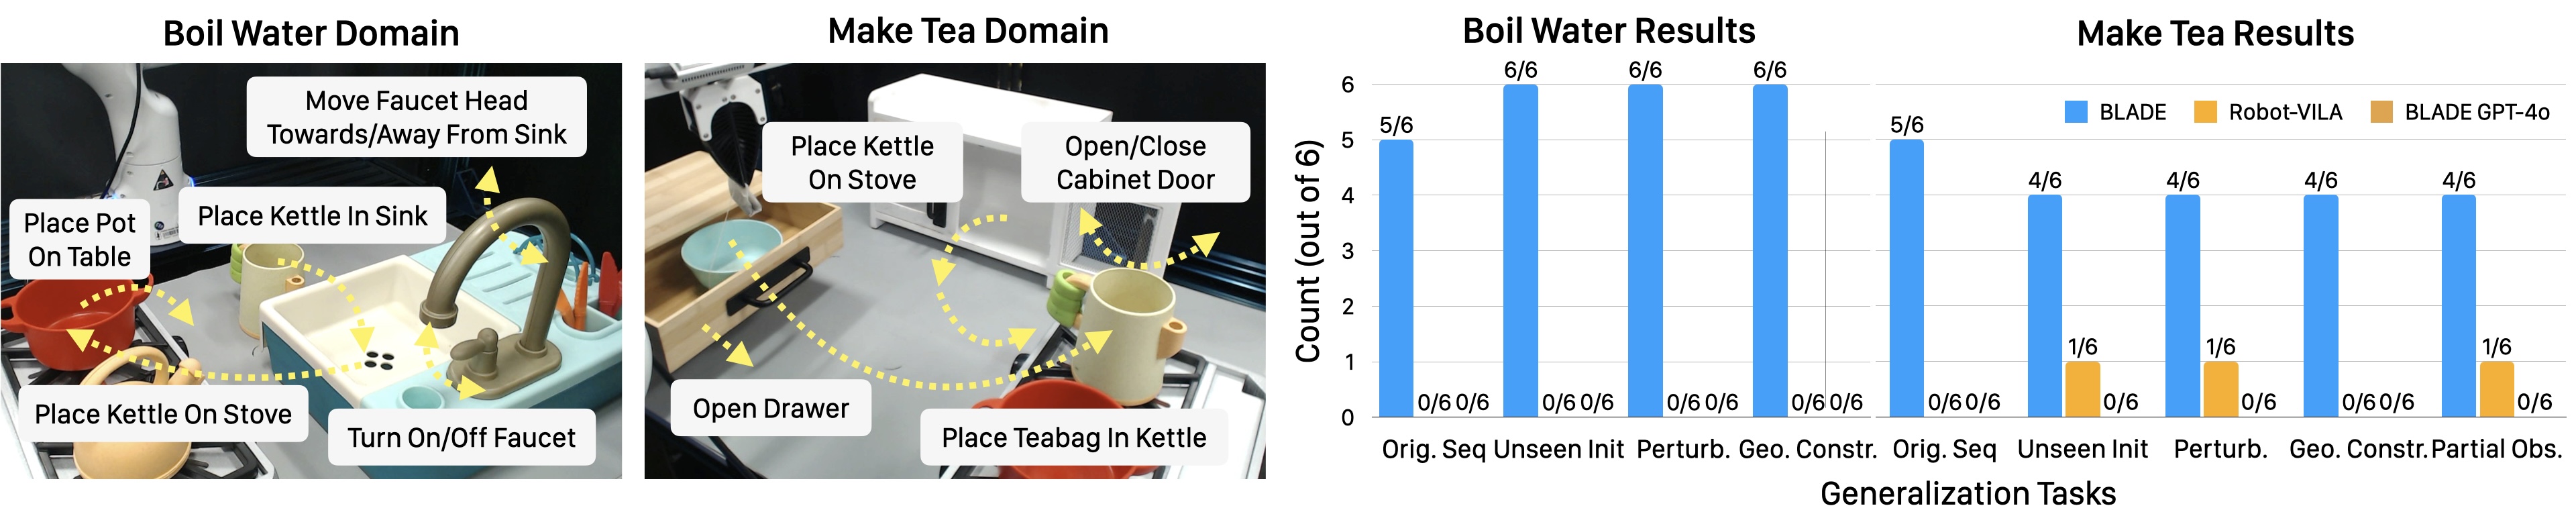 Boil Water Domain
Move Faucet Head
Towards/Away From Sink
Place Pot
On Table
Place Kettle In Sink
Place Kettle On Stove
Turn On/Off Faucet
Make Tea Domain
Place Kettle
On Stove
Open/Close
Cabinet Door
Open Drawer
Place Teabag In Kettle
Boil Water Results
Count (out of 6)
6
5
4
3
2
1
0
5/6 0/6 0/6
6/6 0/6 0/6
6/6 0/6 0/6
6/6 0/6 0/6
Orig. Seq Unseen Init Perturb. Geo. Constr.
Make Tea Results
BLADE Robot-VILA BLADE GPT-4o
5/6 0/6 0/6
4/6 1/6 0/6
4/6 1/6 0/6
4/6 0/6 0/6
4/6 1/6 0/6
Orig. Seq Unseen Init Perturb. Geo. Constr. Partial Obs.
Generalization Tasks